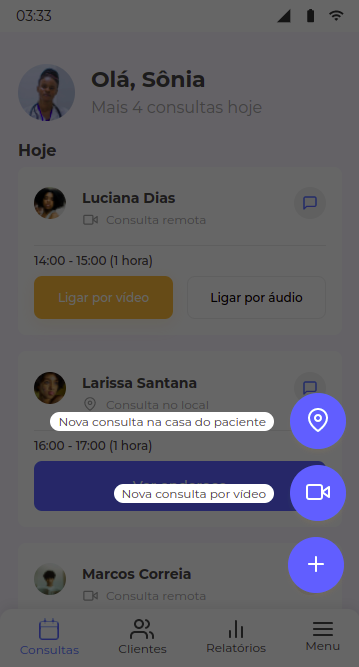 03:33
Olá, Sônia
Mais 4 consultas hoje
Hoje
Luciana Dias
Consulta remota
14:00 - 15:00 (1 hora)
Ligar por vídeo
Ligar por áudio
Larissa Santana
Consulta no local
Nova consulta na casa do paciente
16:00 - 17:00 (1 hora)
Nova consulta por vídeo
Marcos Correia
Consulta remota
Consultas
Clientes
Relatórios
Menu